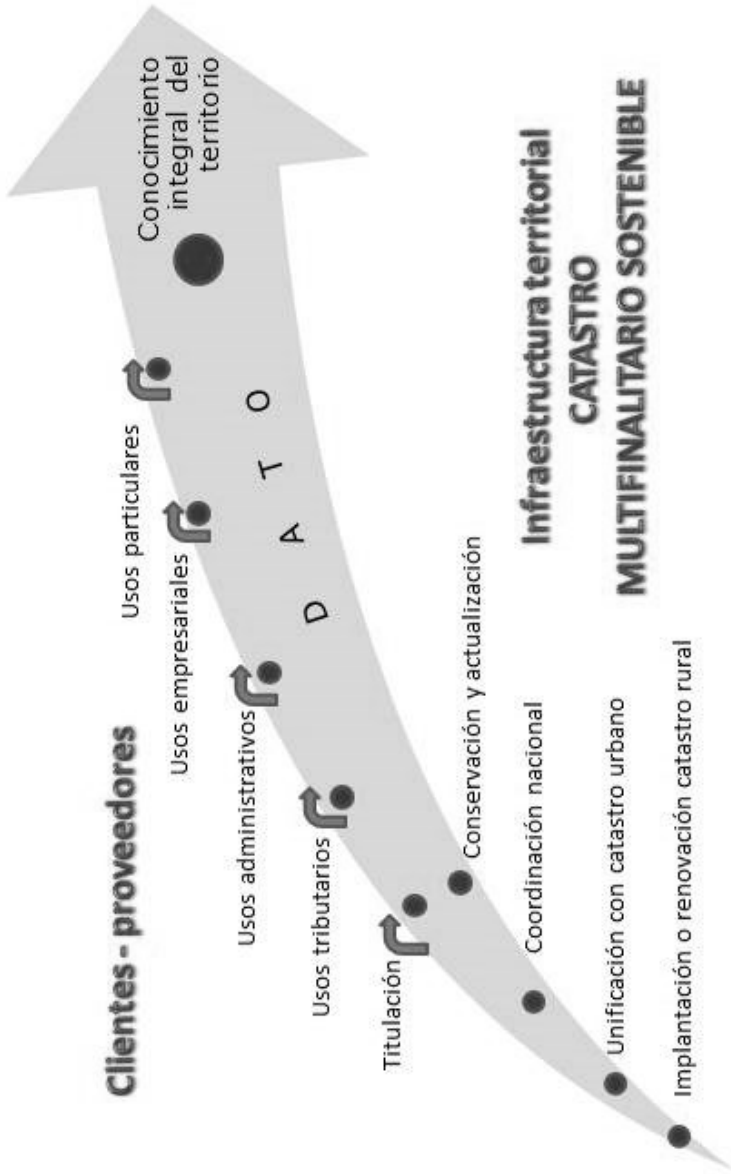 Clientes - proveedores
Usos particulares
Usos empresariales
Usos administrativos
Usos tributarios
Titulación
Conocimiento
integral del
territorio
D A T O
Conservación y actualización
Coordinación nacional
Unificación con catastro urbano
Implantación o renovación catastro rural
Infraestructura territorial
CATASTRO
MULTIFINALITARIO SOSTENIBLE